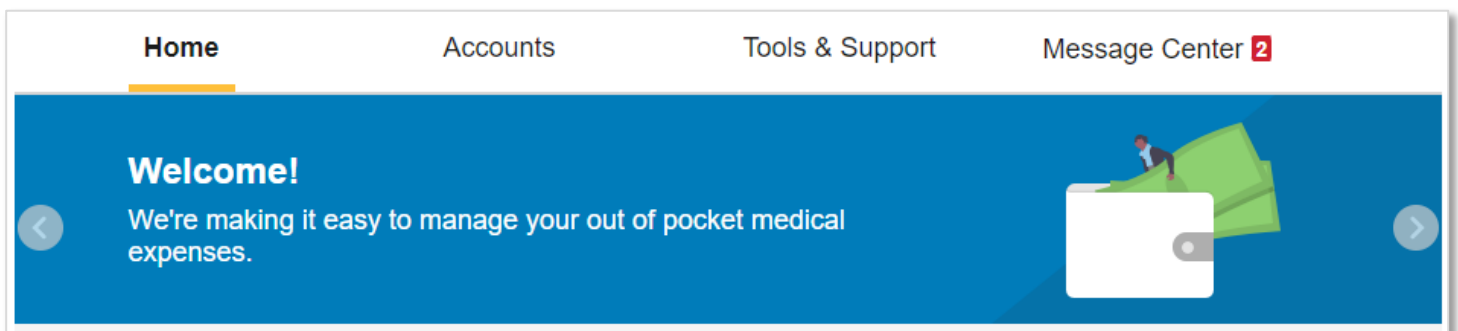 Home Accounts Tools & Support Message Center 2
Welcome!
We're making it easy to manage your out of pocket medical
expenses.